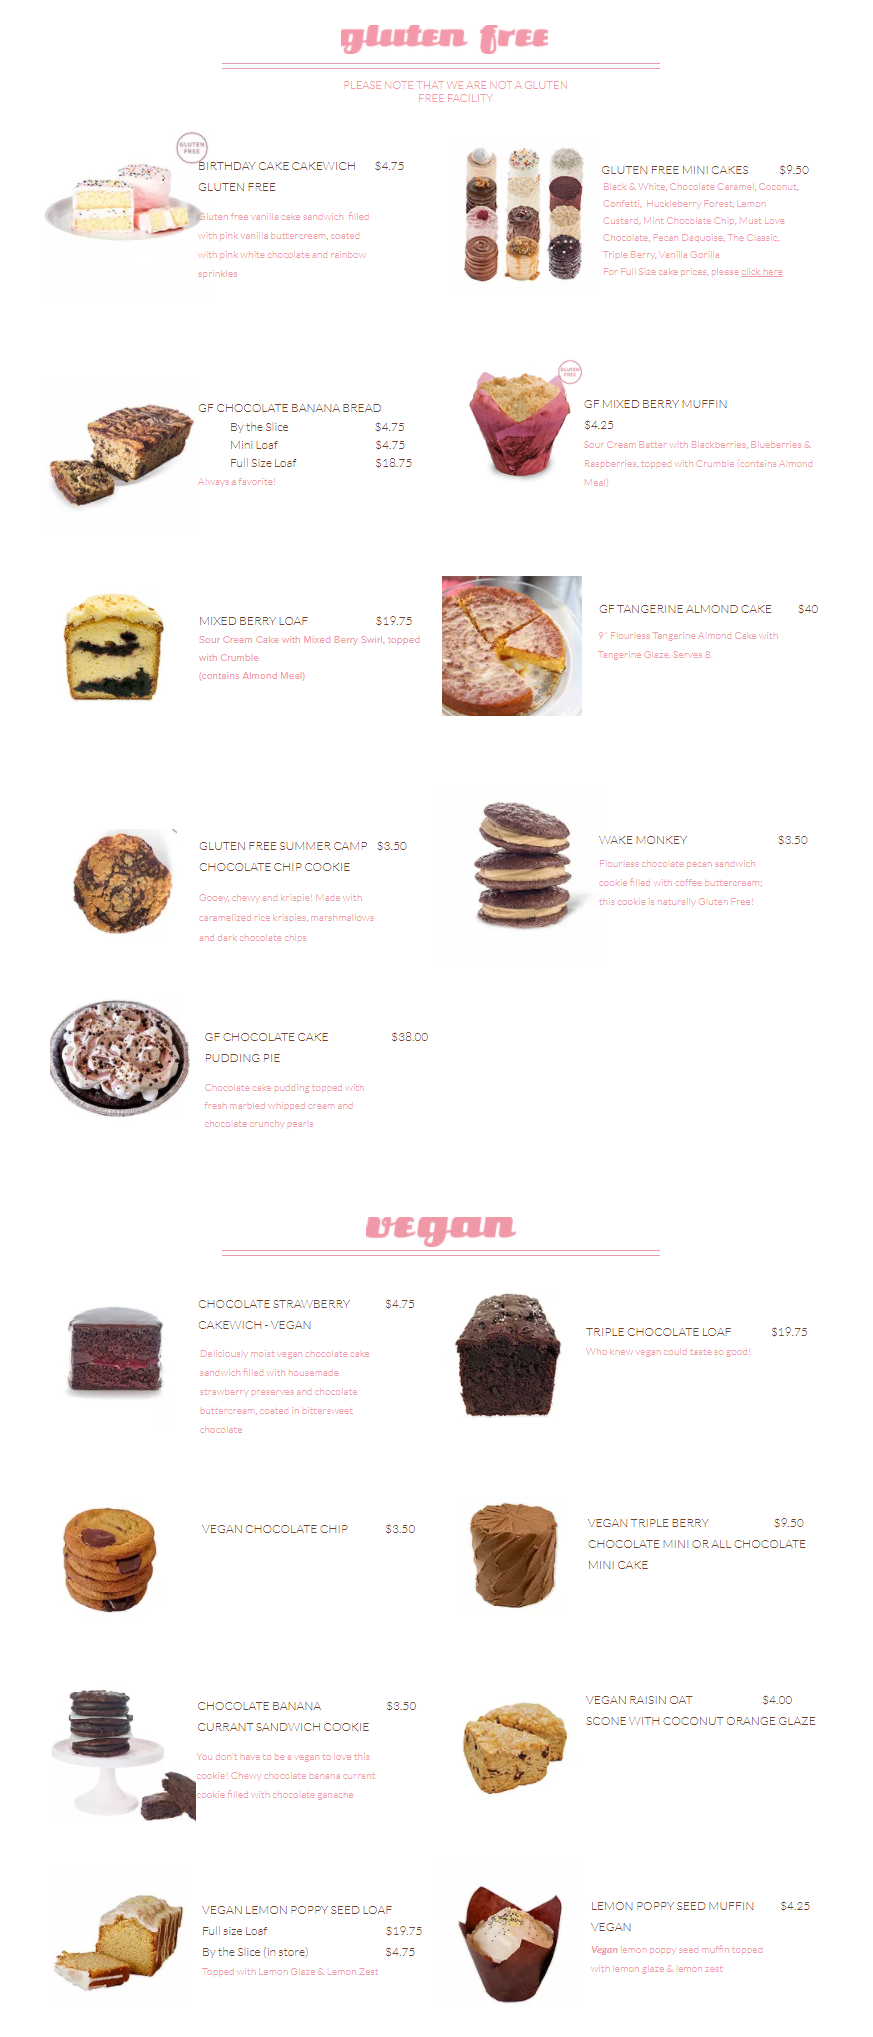 gluten free
PLEASE NOTE THAT WE ARE NOT A GLUTEN
FREE FACILITY
GLUTEN
FREE
BIRTHDAY CAKE CAKEWICH $4.75
GLUTEN FREE
Gluten free vanilla cake sandwich filled
with pink vanilla buttercream, coated
with pink white chocolate and rainbow
sprinkles
GLUTEN FREE MINI CAKES $9.50
Black & White, Chocolate Caramel, Coconut,
Confetti, Huckleberry Forest, Lemon
Custard, Mint Chocolate Chip, Must Love
Chocolate, Pecan Daquoise, The Classic,
Triple Berry, Vanilla Gorilla
For Full Size cake prices, please click here
GF CHOCOLATE BANANA BREAD
By the Slice $4.75
Mini Loaf $4.75
Full Size Loaf $18.75
Always a favorite!
GLUTEN
FREE
GF MIXED BERRY MUFFIN
$4.25
Sour Cream Batter with Blackberries, Blueberries &
Raspberries, topped with Crumble (contains Almond
Meal)
MIXED BERRY LOAF $19.75
Sour Cream Cake with Mixed Berry Swirl, topped
with Crumble
(contains Almond Meal)
GF TANGERINE ALMOND CAKE $40
9" Flourless Tangerine Almond Cake with
Tangerine Glaze. Serves 8.
GLUTEN FREE SUMMER CAMP $3.50
CHOCOLATE CHIP COOKIE
Gooey, chewy and krispie! Made with
caramelized rice krispies, marshmallows
and dark chocolate chips
WAKE MONKEY $3.50
Flourless chocolate pecan sandwich
cookie filled with coffee buttercream;
this cookie is naturally Gluten Free!
GF CHOCOLATE CAKE $38.00
PUDDING PIE
Chocolate cake pudding topped with
fresh marbled whipped cream and
chocolate crunchy pearls
vegan
CHOCOLATE STRAWBERRY $4.75
CAKEWICH - VEGAN
Deliciously moist vegan chocolate cake
sandwich filled with housemade
strawberry preserves and chocolate
buttercream, coated in bittersweet
chocolate
TRIPLE CHOCOLATE LOAF $19.75
Who knew vegan could taste so good!
VEGAN CHOCOLATE CHIP $3.50
VEGAN TRIPLE BERRY $9.50
CHOCOLATE MINI OR ALL CHOCOLATE
MINI CAKE
CHOCOLATE BANANA $3.50
CURRANT SANDWICH COOKIE
You don't have to be a vegan to love this
cookie! Chewy chocolate banana currant
cookie filled with chocolate ganache
VEGAN RAISIN OAT $4.00
SCONE WITH COCONUT ORANGE GLAZE
VEGAN LEMON POPPY SEED LOAF
Full size Loaf $19.75
By the Slice (in store) $4.75
Topped with Lemon Glaze & Lemon Zest
LEMON POPPY SEED MUFFIN $4.25
VEGAN
Vegan lemon poppy seed muffin topped
with lemon glaze & lemon zest